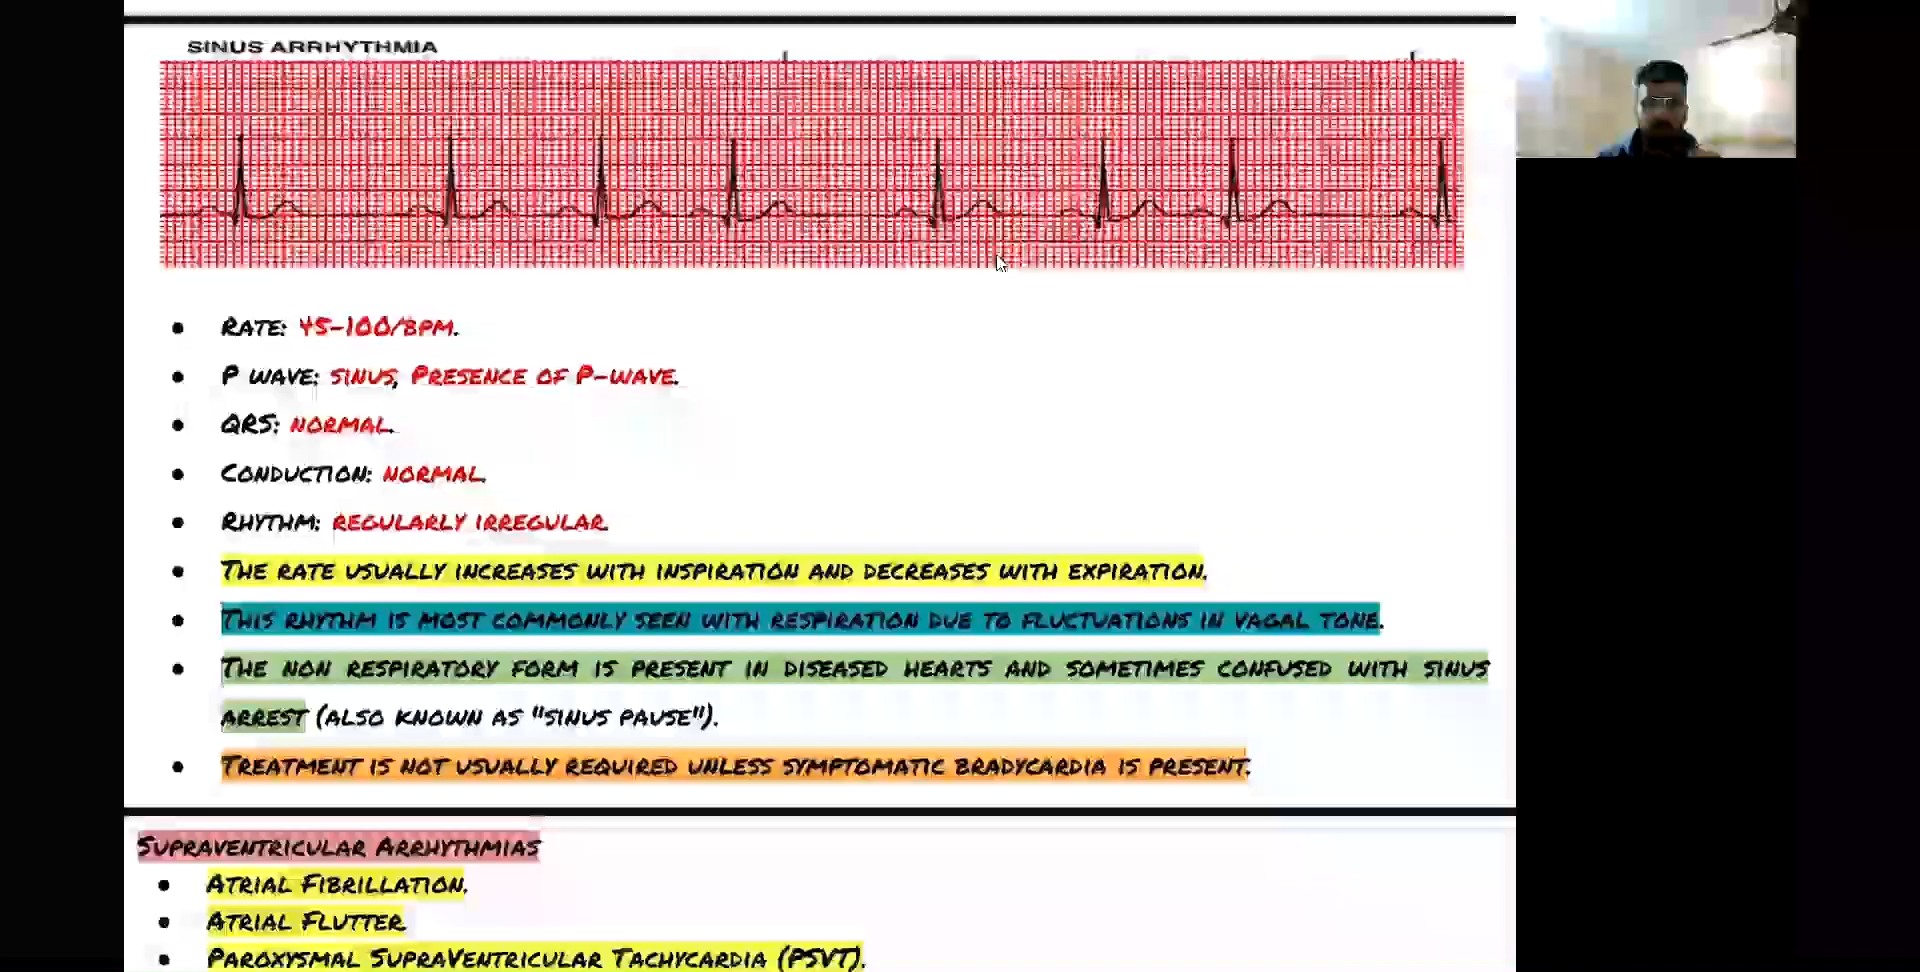 SINUS ARRHYTHMIA
• RATE: 45-100/BPM.
• P WAVE: SINUS, PRESENCE OF P-WAVE.
• QRS: NORMAL.
• CONDUCTION: NORMAL.
• RHYTHM: REGULARLY IRREGULAR
• THE RATE USUALLY INCREASES WITH INSPIRATION AND DECREASES WITH EXPIRATION.
• THIS RHYTHM IS MOST COMMONLY SEEN WITH RESPIRATION DUE TO FLUCTUATIONS IN VAGAL TONE.
• THE NON RESPIRATORY FORM IS PRESENT IN DISEASED HEARTS AND SOMETIMES CONFUSED WITH SINUS
ARREST (ALSO KNOWN AS "SINUS PAUSE").
• TREATMENT IS NOT USUALLY REQUIRED UNLESS SYMPTOMATIC BRADYCARDIA IS PRESENT.
SUPRAVENTRICULAR ARRHYTHMIAS
• ATRIAL FIBRILLATION.
• ATRIAL FLUTTER
• PAROXYSMAL SUPRAVENTRICULAR TACHYCARDIA (PSVT).